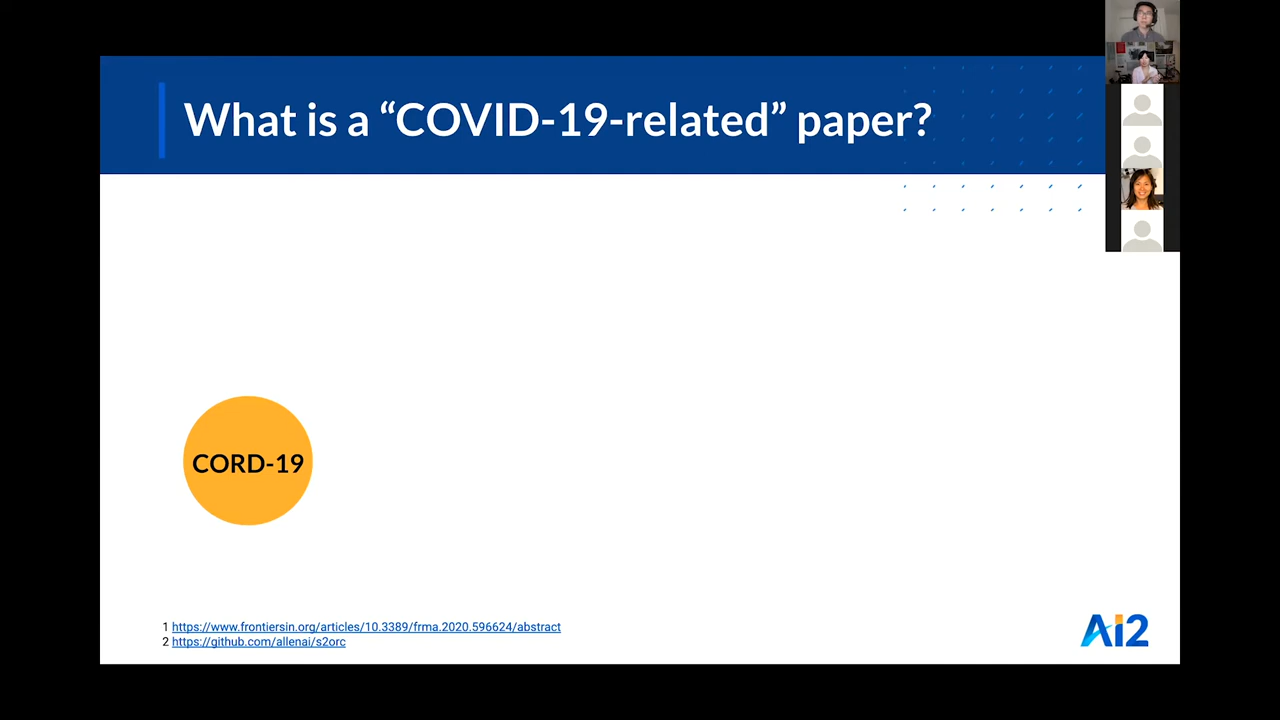 What is a “COVID-19-related” paper?
CORD-19
1 https://www.frontiersin.org/articles/10.3389/frma.2020.596624/abstract
2 https://github.com/allenai/s2orc
Ai2